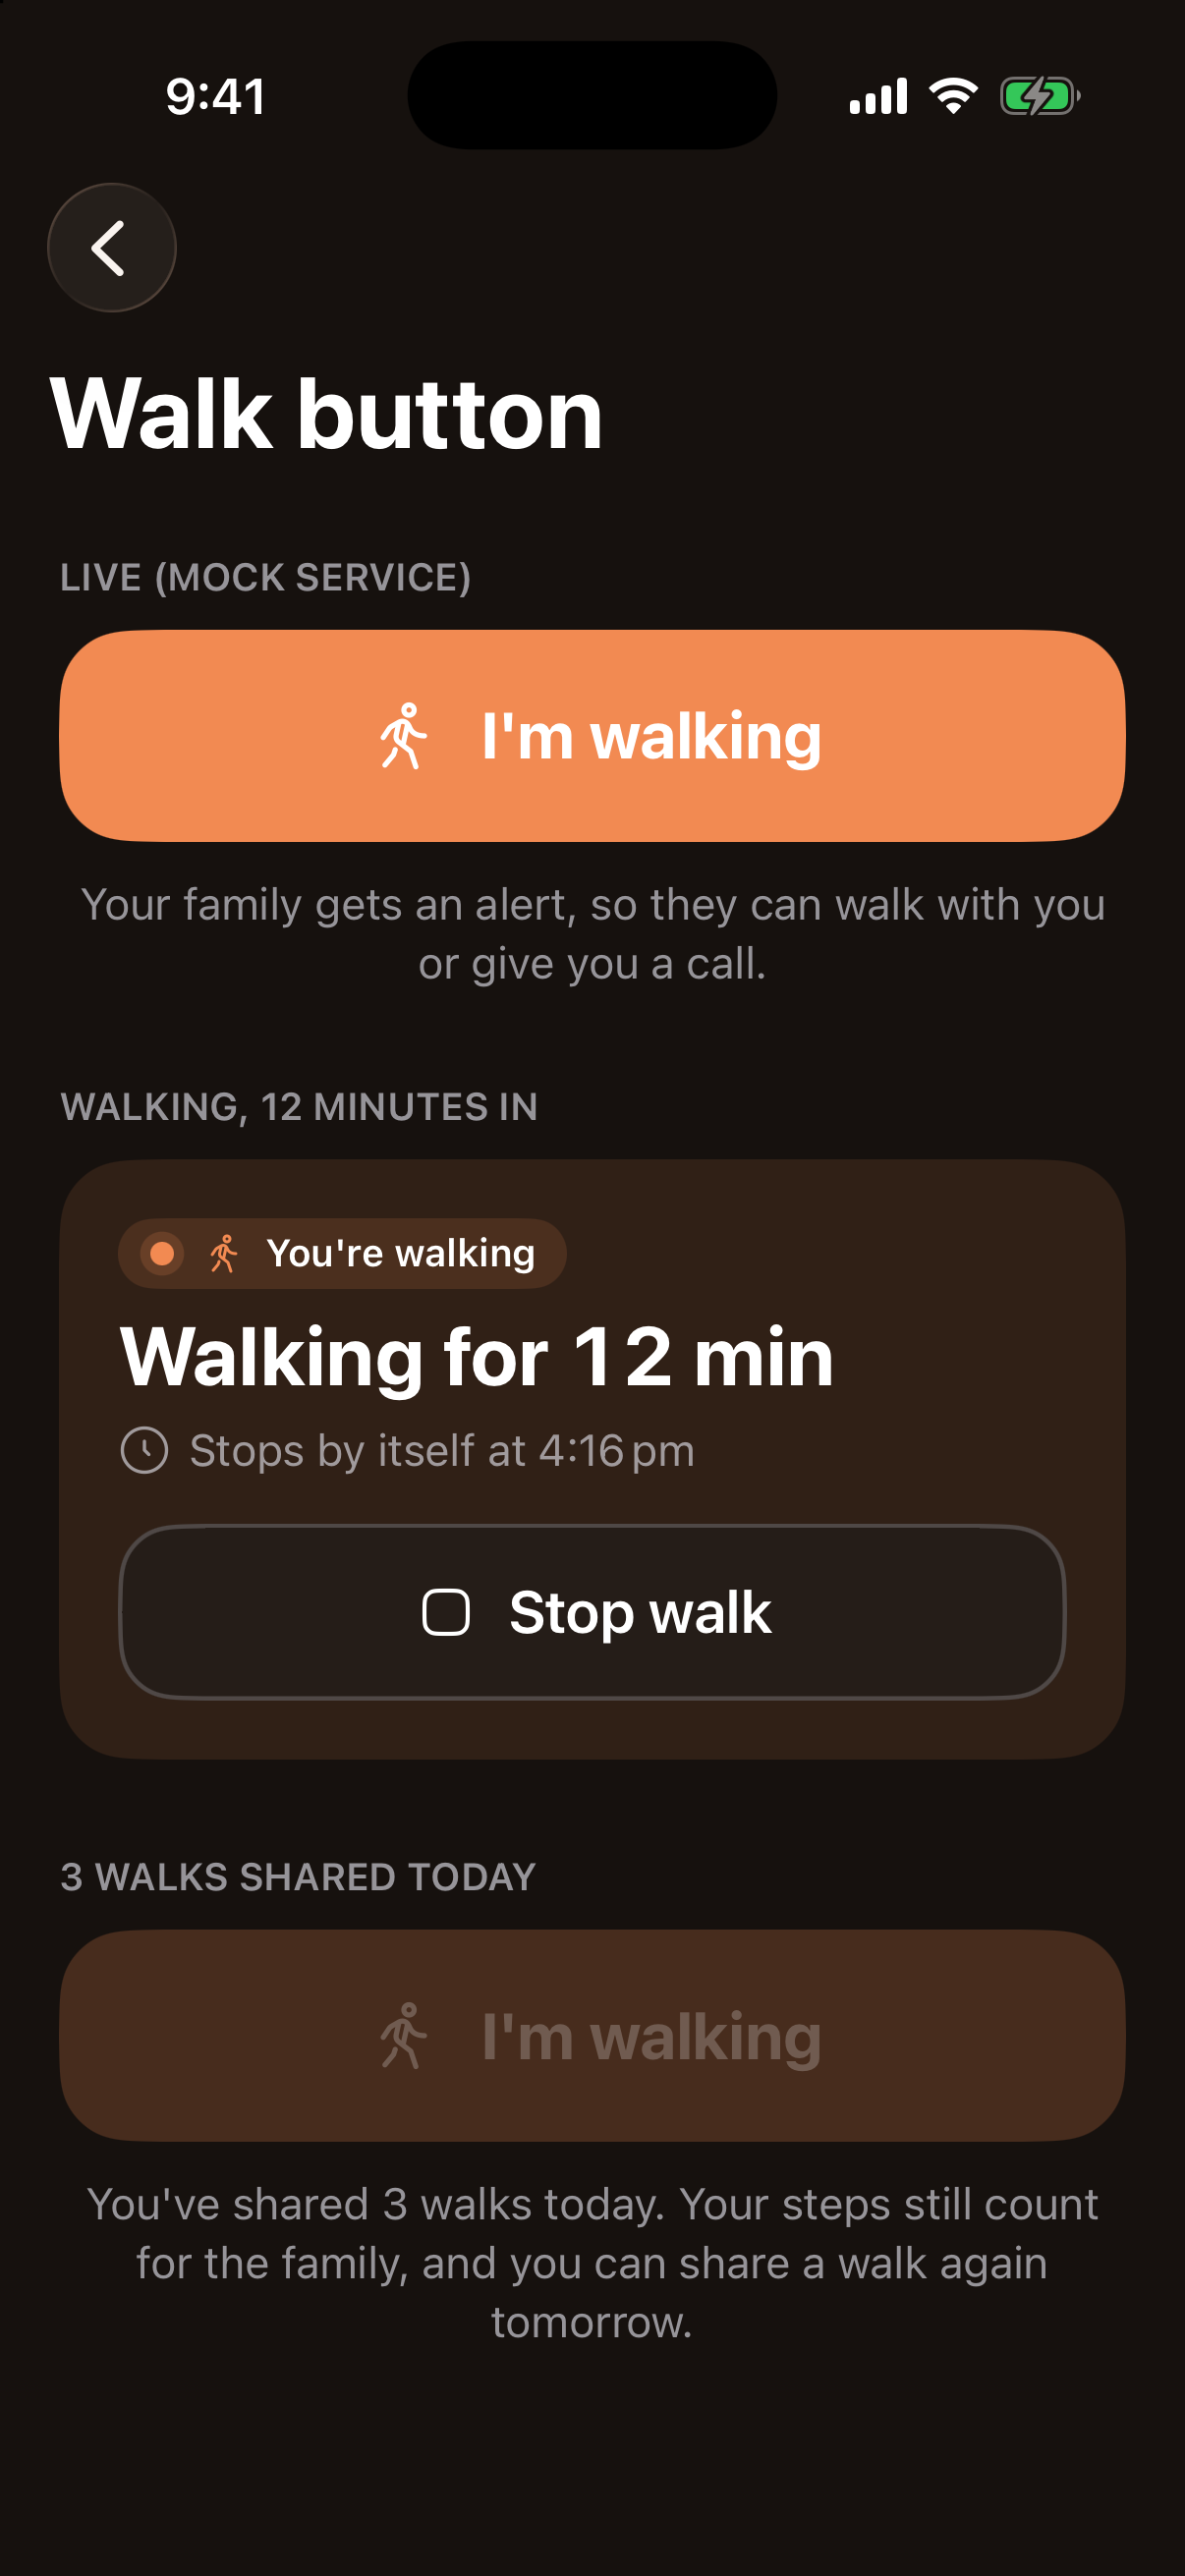 9:41
Walk button
LIVE (MOCK SERVICE)
I'm walking
Your family gets an alert, so they can walk with you
or give you a call.
WALKING, 12 MINUTES IN
You're walking
Walking for 12 min
Stops by itself at 4:16 pm
Stop walk
3 WALKS SHARED TODAY
I'm walking
You've shared 3 walks today. Your steps still count
for the family, and you can share a walk again
tomorrow.